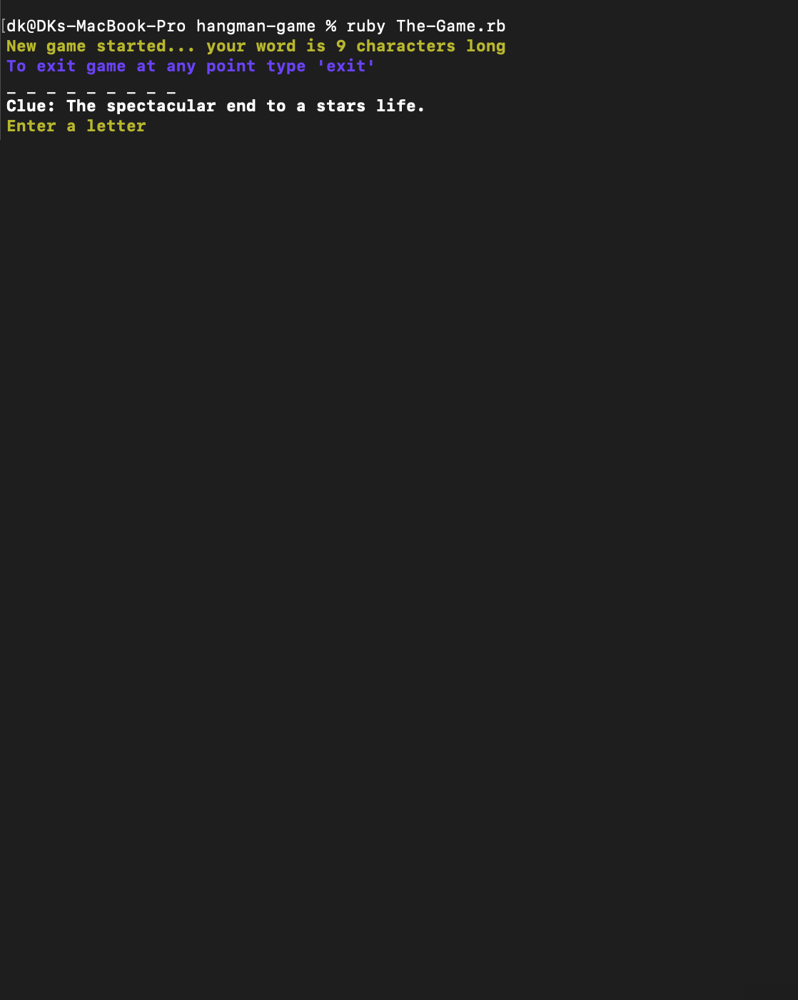 [dk@DKs-MacBook-Pro hangman-game % ruby The-Game.rb
New game started... your word is 9 characters long
To exit game at any point type 'exit'
_ _ _ _ _ _ _ _ _
Clue: The spectacular end to a stars life.
Enter a letter